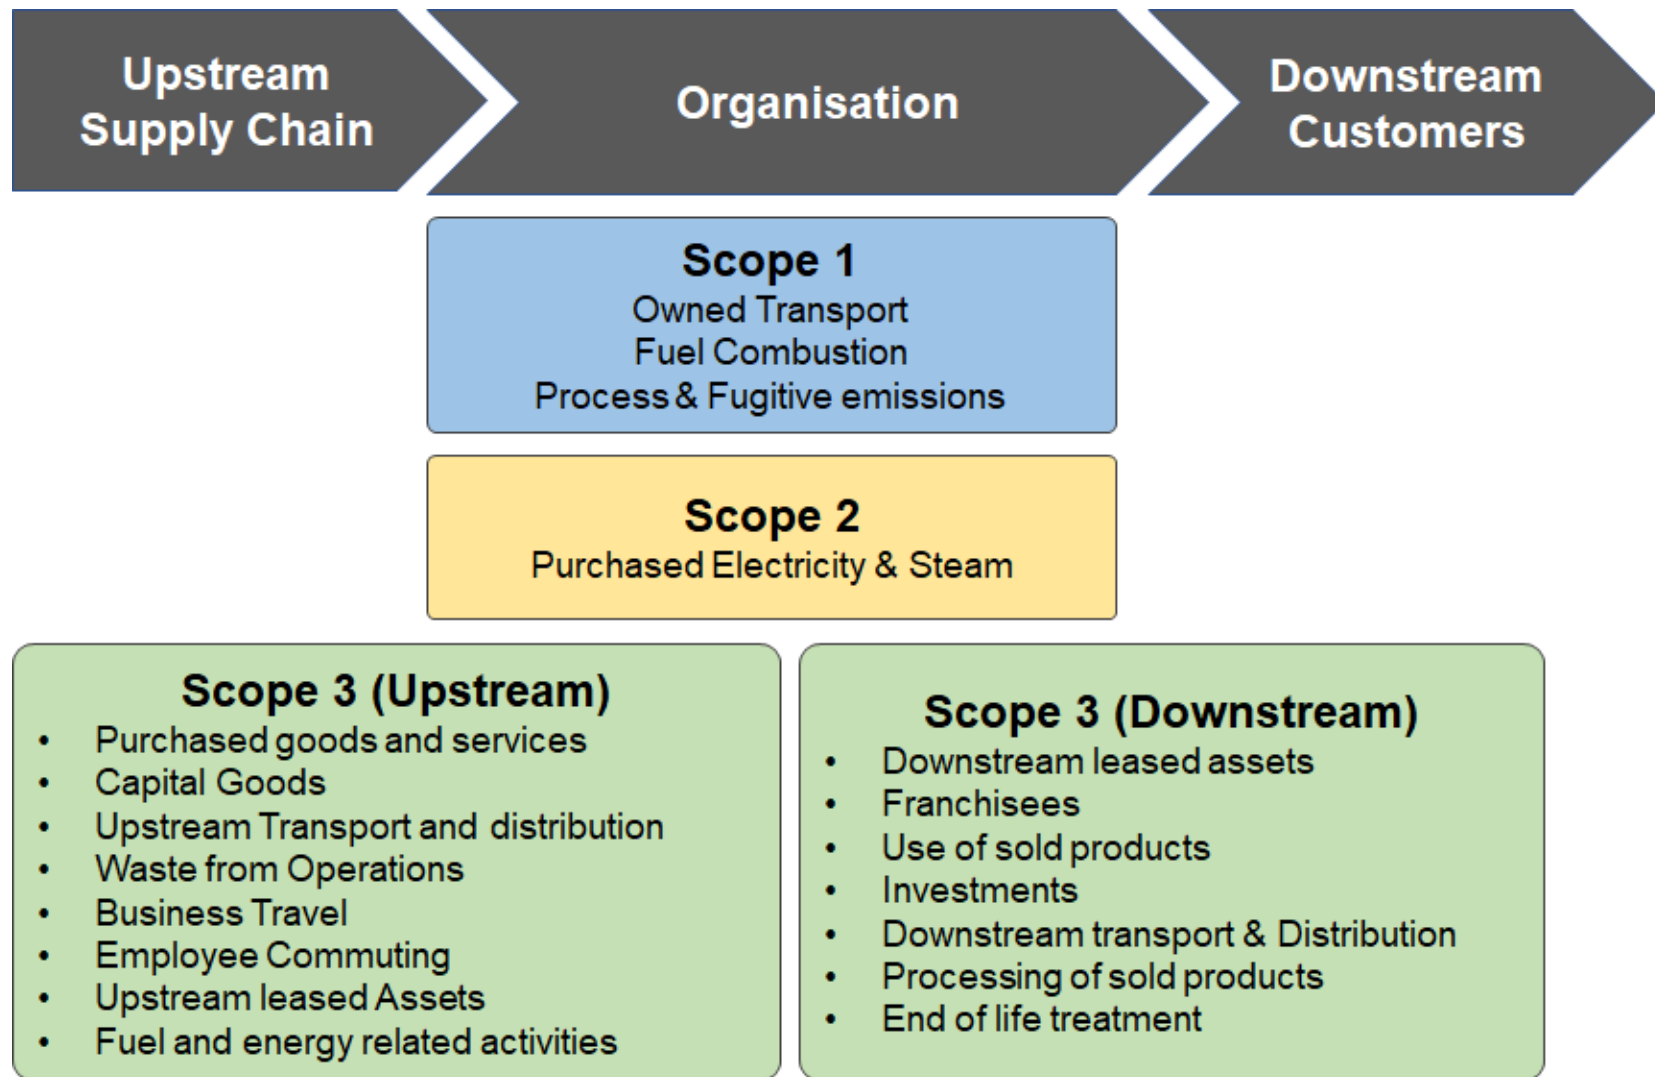 Upstream
Supply Chain
Organisation
Downstream
Customers
Scope 1
Owned Transport
Fuel Combustion
Process & Fugitive emissions
Scope 2
Purchased Electricity & Steam
Scope 3 (Upstream)
• Purchased goods and services
• Capital Goods
• Upstream Transport and distribution
• Waste from Operations
• Business Travel
• Employee Commuting
• Upstream leased Assets
• Fuel and energy related activities
Scope 3 (Downstream)
• Downstream leased assets
• Franchisees
• Use of sold products
• Investments
• Downstream transport & Distribution
• Processing of sold products
• End of life treatment